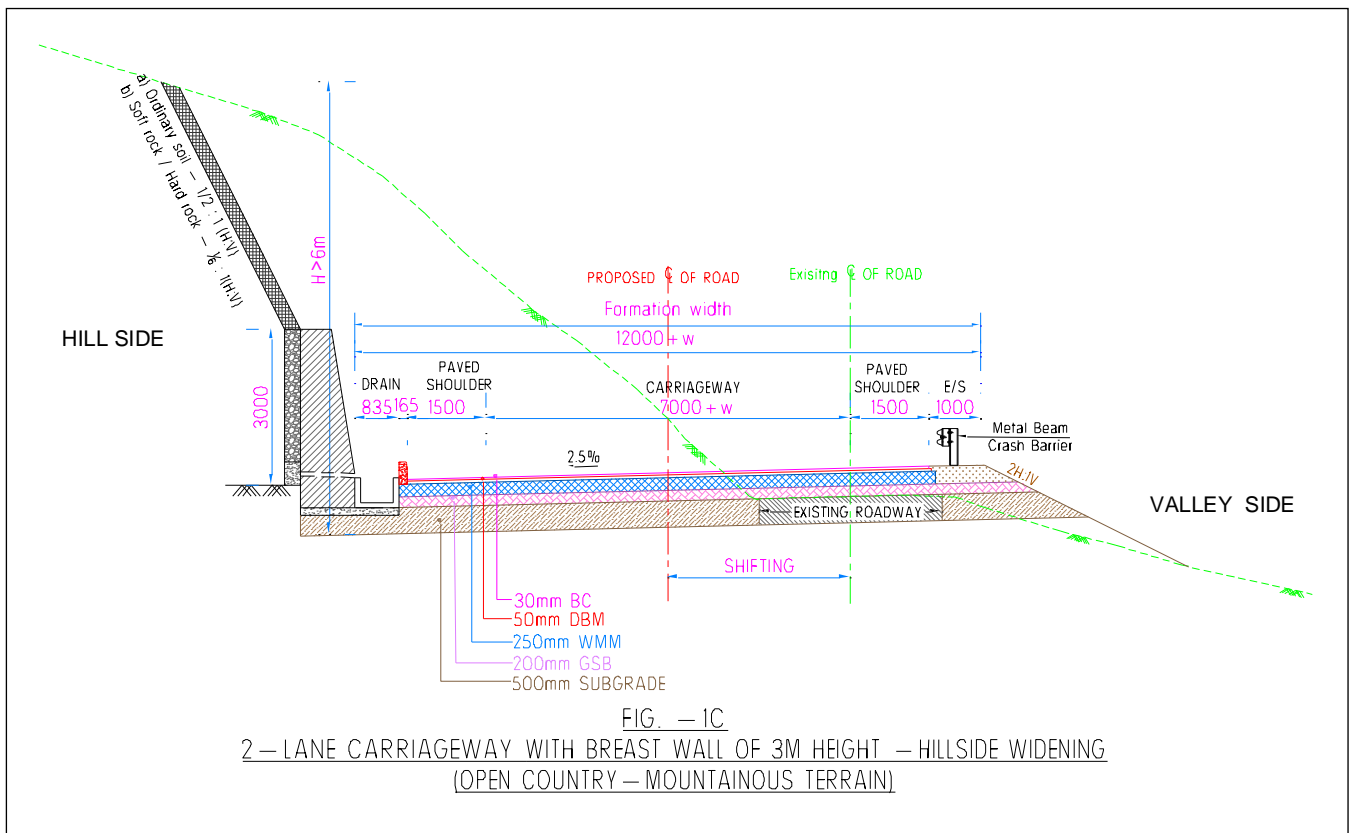 a) Ordinary soil – 1/2 : 1 (H:V)
b) Soft rock / Hard rock – 1/6 : 1(H:V)
H>6m
PROPOSED ℄ OF ROAD
Exisitng ℄ OF ROAD
Formation width
12000+w
HILL SIDE
3000
DRAIN
835
165
PAVED
SHOULDER
1500
CARRIAGEWAY
7000+w
PAVED
SHOULDER
1500
E/S
1000
Metal Beam
Crash Barrier
2.5%
2H:1V
EXISTING ROADWAY
VALLEY SIDE
SHIFTING
30mm BC
50mm DBM
250mm WMM
200mm GSB
500mm SUBGRADE
FIG. – 1C
2 – LANE CARRIAGEWAY WITH BREAST WALL OF 3M HEIGHT – HILLSIDE WIDENING
(OPEN COUNTRY – MOUNTAINOUS TERRAIN)